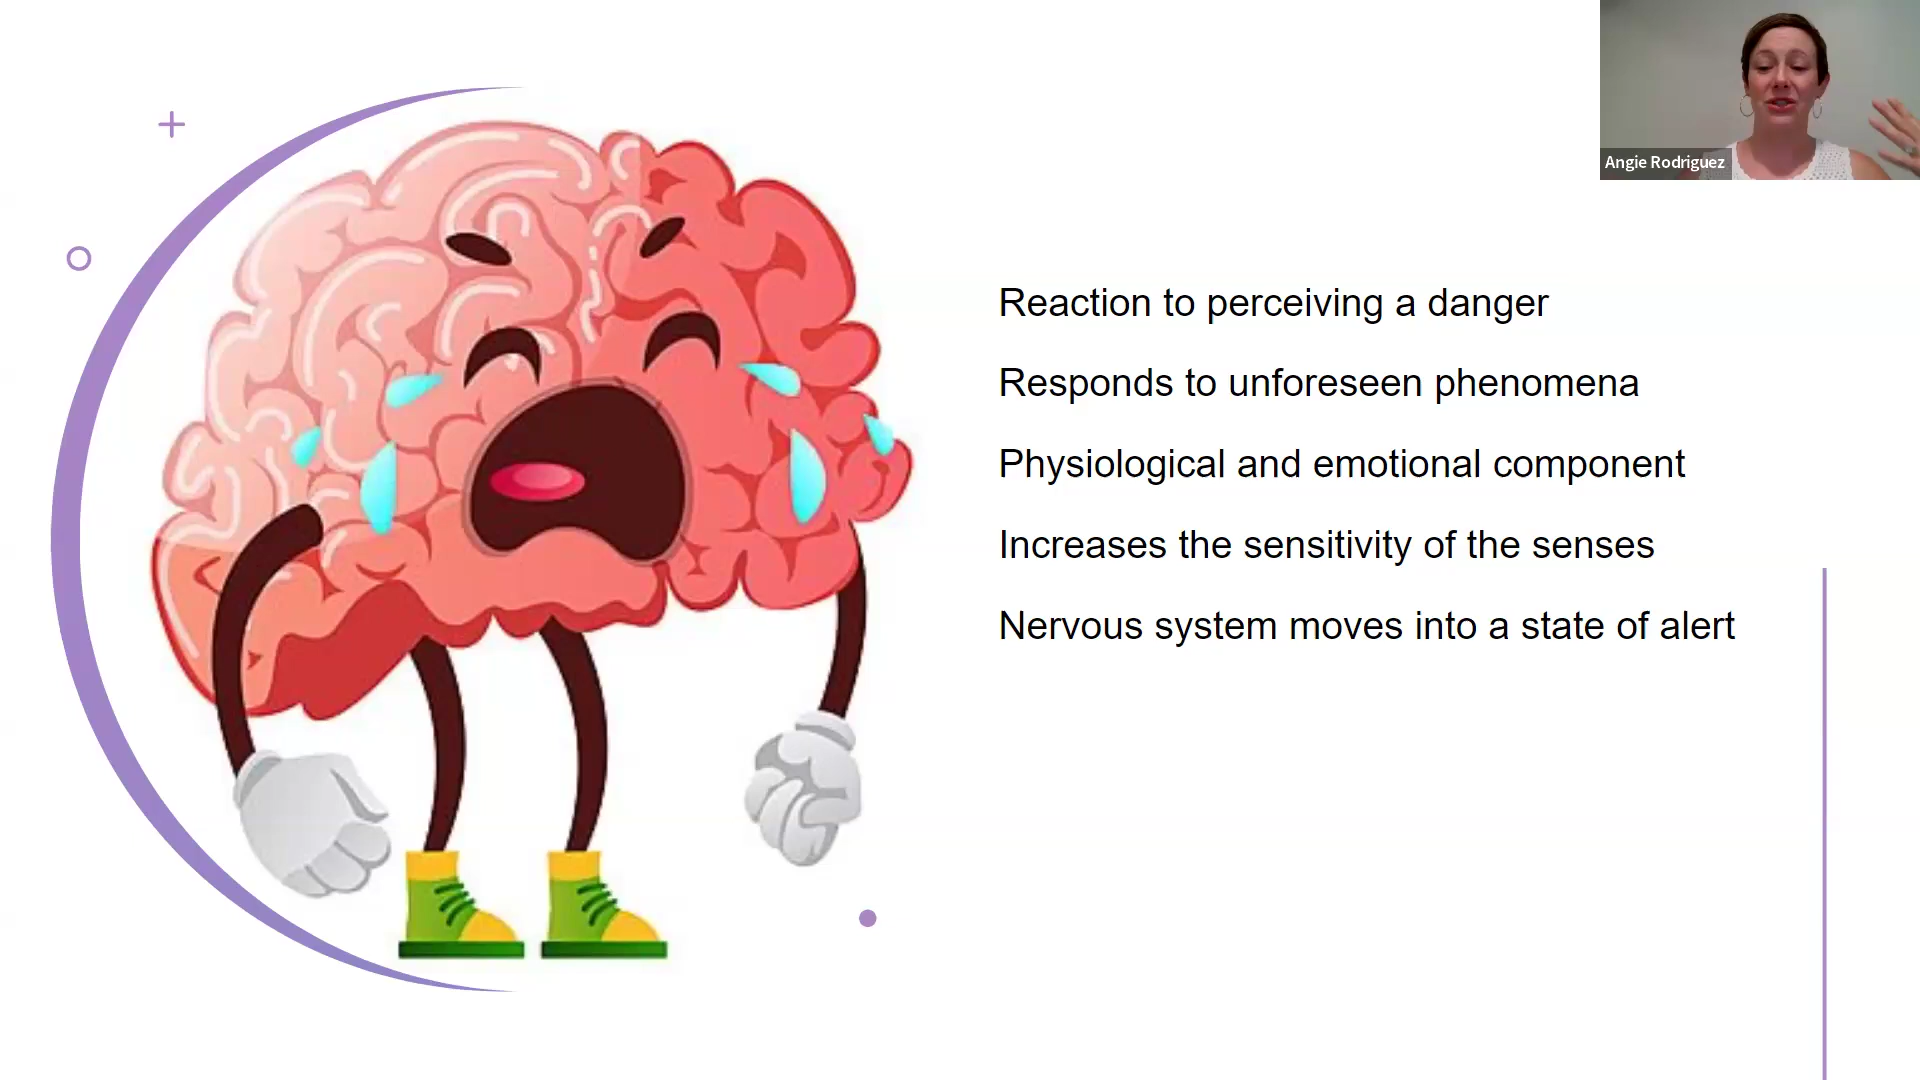 Angie Rodriguez
Reaction to perceiving a danger
Responds to unforeseen phenomena
Physiological and emotional component
Increases the sensitivity of the senses
Nervous system moves into a state of alert